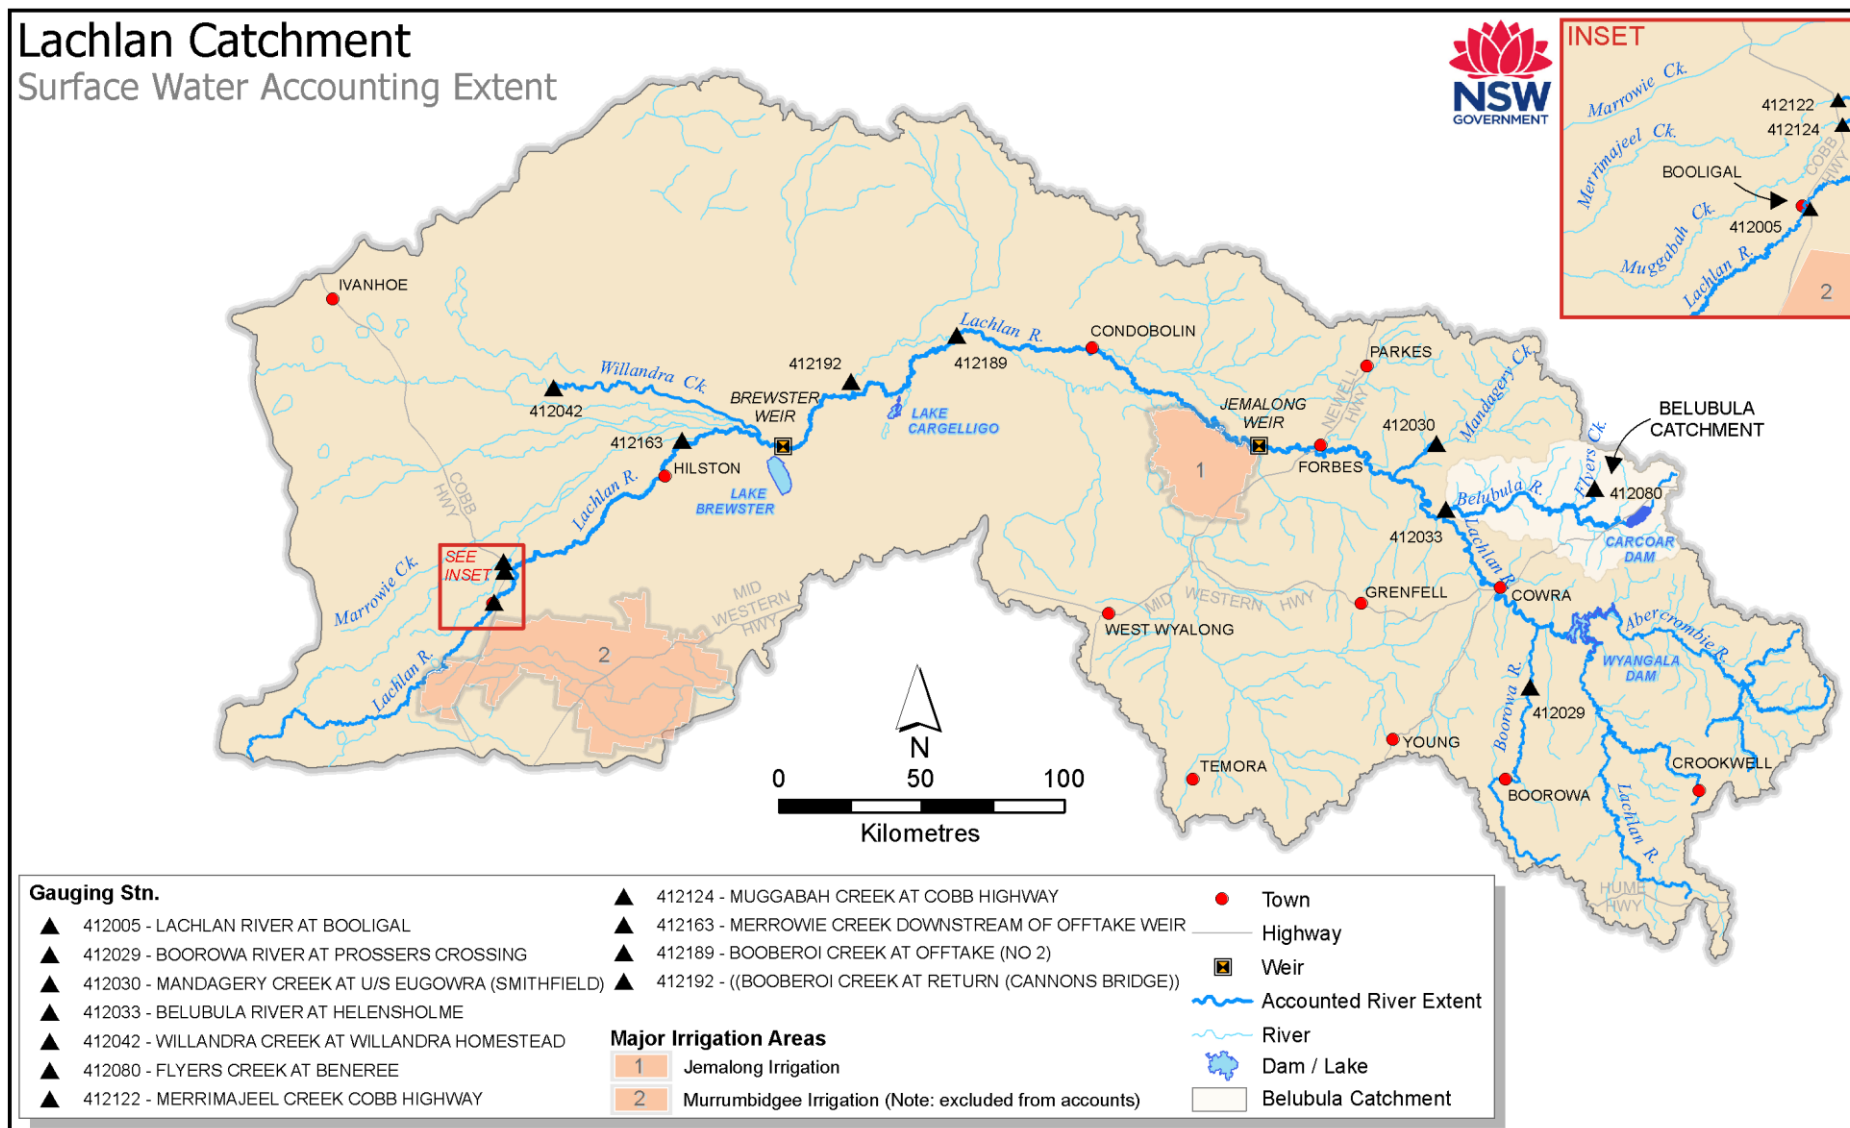 Lachlan Catchment
Surface Water Accounting Extent
NSW
GOVERNMENT
INSET
Marrowie Ck.
412122
412124
Merrimajeel Ck.
COBB
HWY
BOOLIGAL
412005
Muggabah Ck.
Lachlan R.
2
IVANHOE
Lachlan R.
CONDOBOLIN
412192
412189
PARKES
Willandra Ck.
412042
BREWSTER
WEIR
LAKE
CARGELLIGO
JEMALONG
WEIR
NEWELL
HWY
Mandagery Ck.
412030
BELUBULA
CATCHMENT
412163
HILSTON
LAKE
BREWSTER
1
FORBES
Flyers Ck.
412080
Belubula R.
COBB
HWY
Lachlan R.
412033
Lachlan R.
CARCOAR
DAM
SEE
INSET
Marrowie Ck.
MID
WESTERN
HWY
MID WESTERN HWY
GRENFELL
COWRA
WEST WYALONG
Abercrombie R.
2
Lachlan R.
WYANGALA
DAM
Boorowa R.
412029
N
YOUNG
TEMORA
CROOKWELL
BOOROWA
Lachlan R.
0 50 100
Kilometres
HUME
HWY
Gauging Stn.
412005 - LACHLAN RIVER AT BOOLIGAL
412029 - BOOROWA RIVER AT PROSSERS CROSSING
412030 - MANDAGERY CREEK AT U/S EUGOWRA (SMITHFIELD)
412033 - BELUBULA RIVER AT HELENSHOLME
412042 - WILLANDRA CREEK AT WILLANDRA HOMESTEAD
412080 - FLYERS CREEK AT BENEREE
412122 - MERRIMAJEEL CREEK COBB HIGHWAY
412124 - MUGGABAH CREEK AT COBB HIGHWAY
412163 - MERROWIE CREEK DOWNSTREAM OF OFFTAKE WEIR
412189 - BOOBEROI CREEK AT OFFTAKE (NO 2)
412192 - ((BOOBEROI CREEK AT RETURN (CANNONS BRIDGE))
Major Irrigation Areas
1 Jemalong Irrigation
2 Murrumbidgee Irrigation (Note: excluded from accounts)
Town
Highway
Weir
Accounted River Extent
River
Dam / Lake
Belubula Catchment